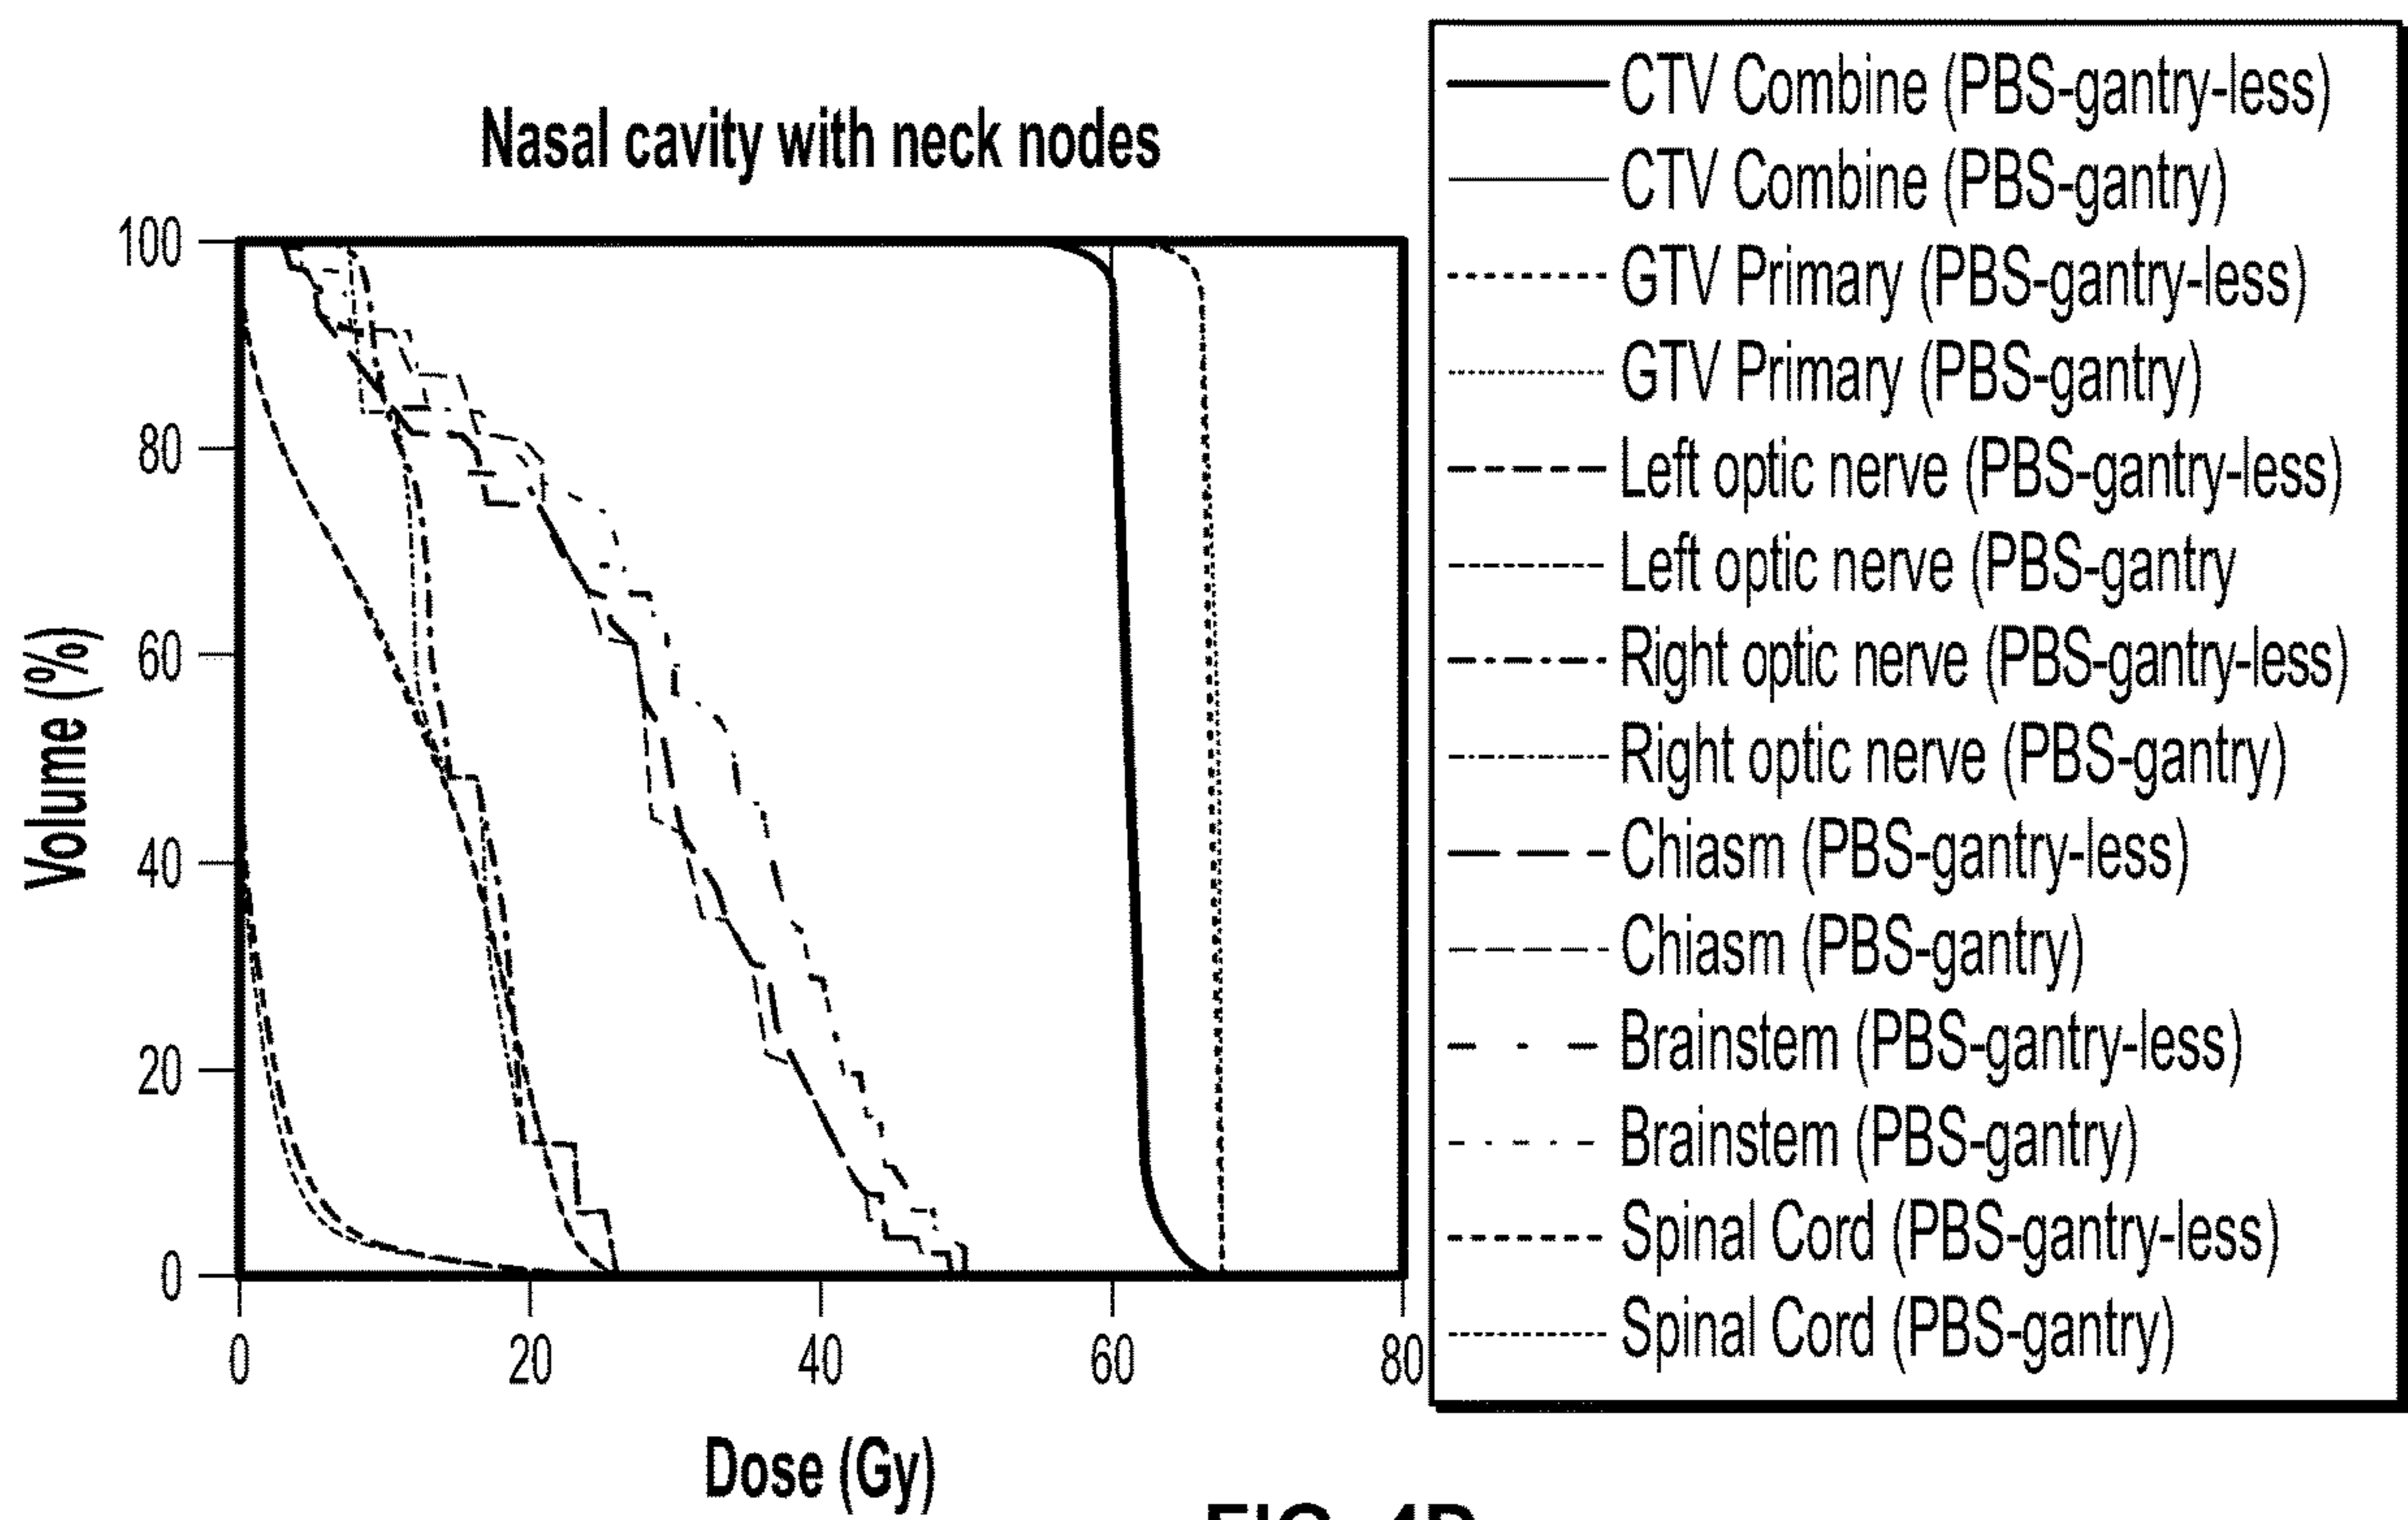 Nasal cavity with neck nodes
Volume (%)
100
80
60
40
20
0
0 20 40 60 80
Dose (Gy)
CTV Combine (PBS-gantry-less)
CTV Combine (PBS-gantry)
GTV Primary (PBS-gantry-less)
GTV Primary (PBS-gantry)
Left optic nerve (PBS-gantry-less)
Left optic nerve (PBS-gantry
Right optic nerve (PBS-gantry-less)
Right optic nerve (PBS-gantry)
Chiasm (PBS-gantry-less)
Chiasm (PBS-gantry)
Brainstem (PBS-gantry-less)
Brainstem (PBS-gantry)
Spinal Cord (PBS-gantry-less)
Spinal Cord (PBS-gantry)